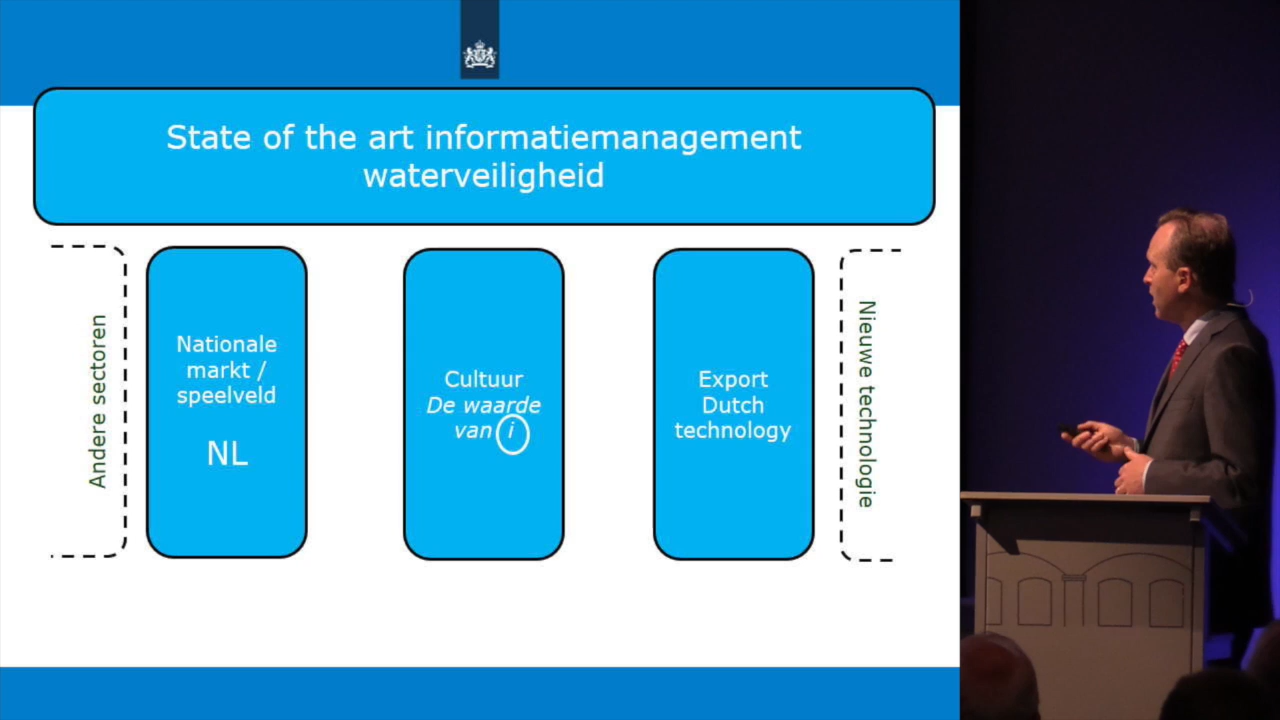 State of the art informatiemanagement
waterveiligheid
Andere sectoren
Nationale
markt /
speelveld
NL
Cultuur
De waarde
van i
Export
Dutch
technology
Nieuwe technologie